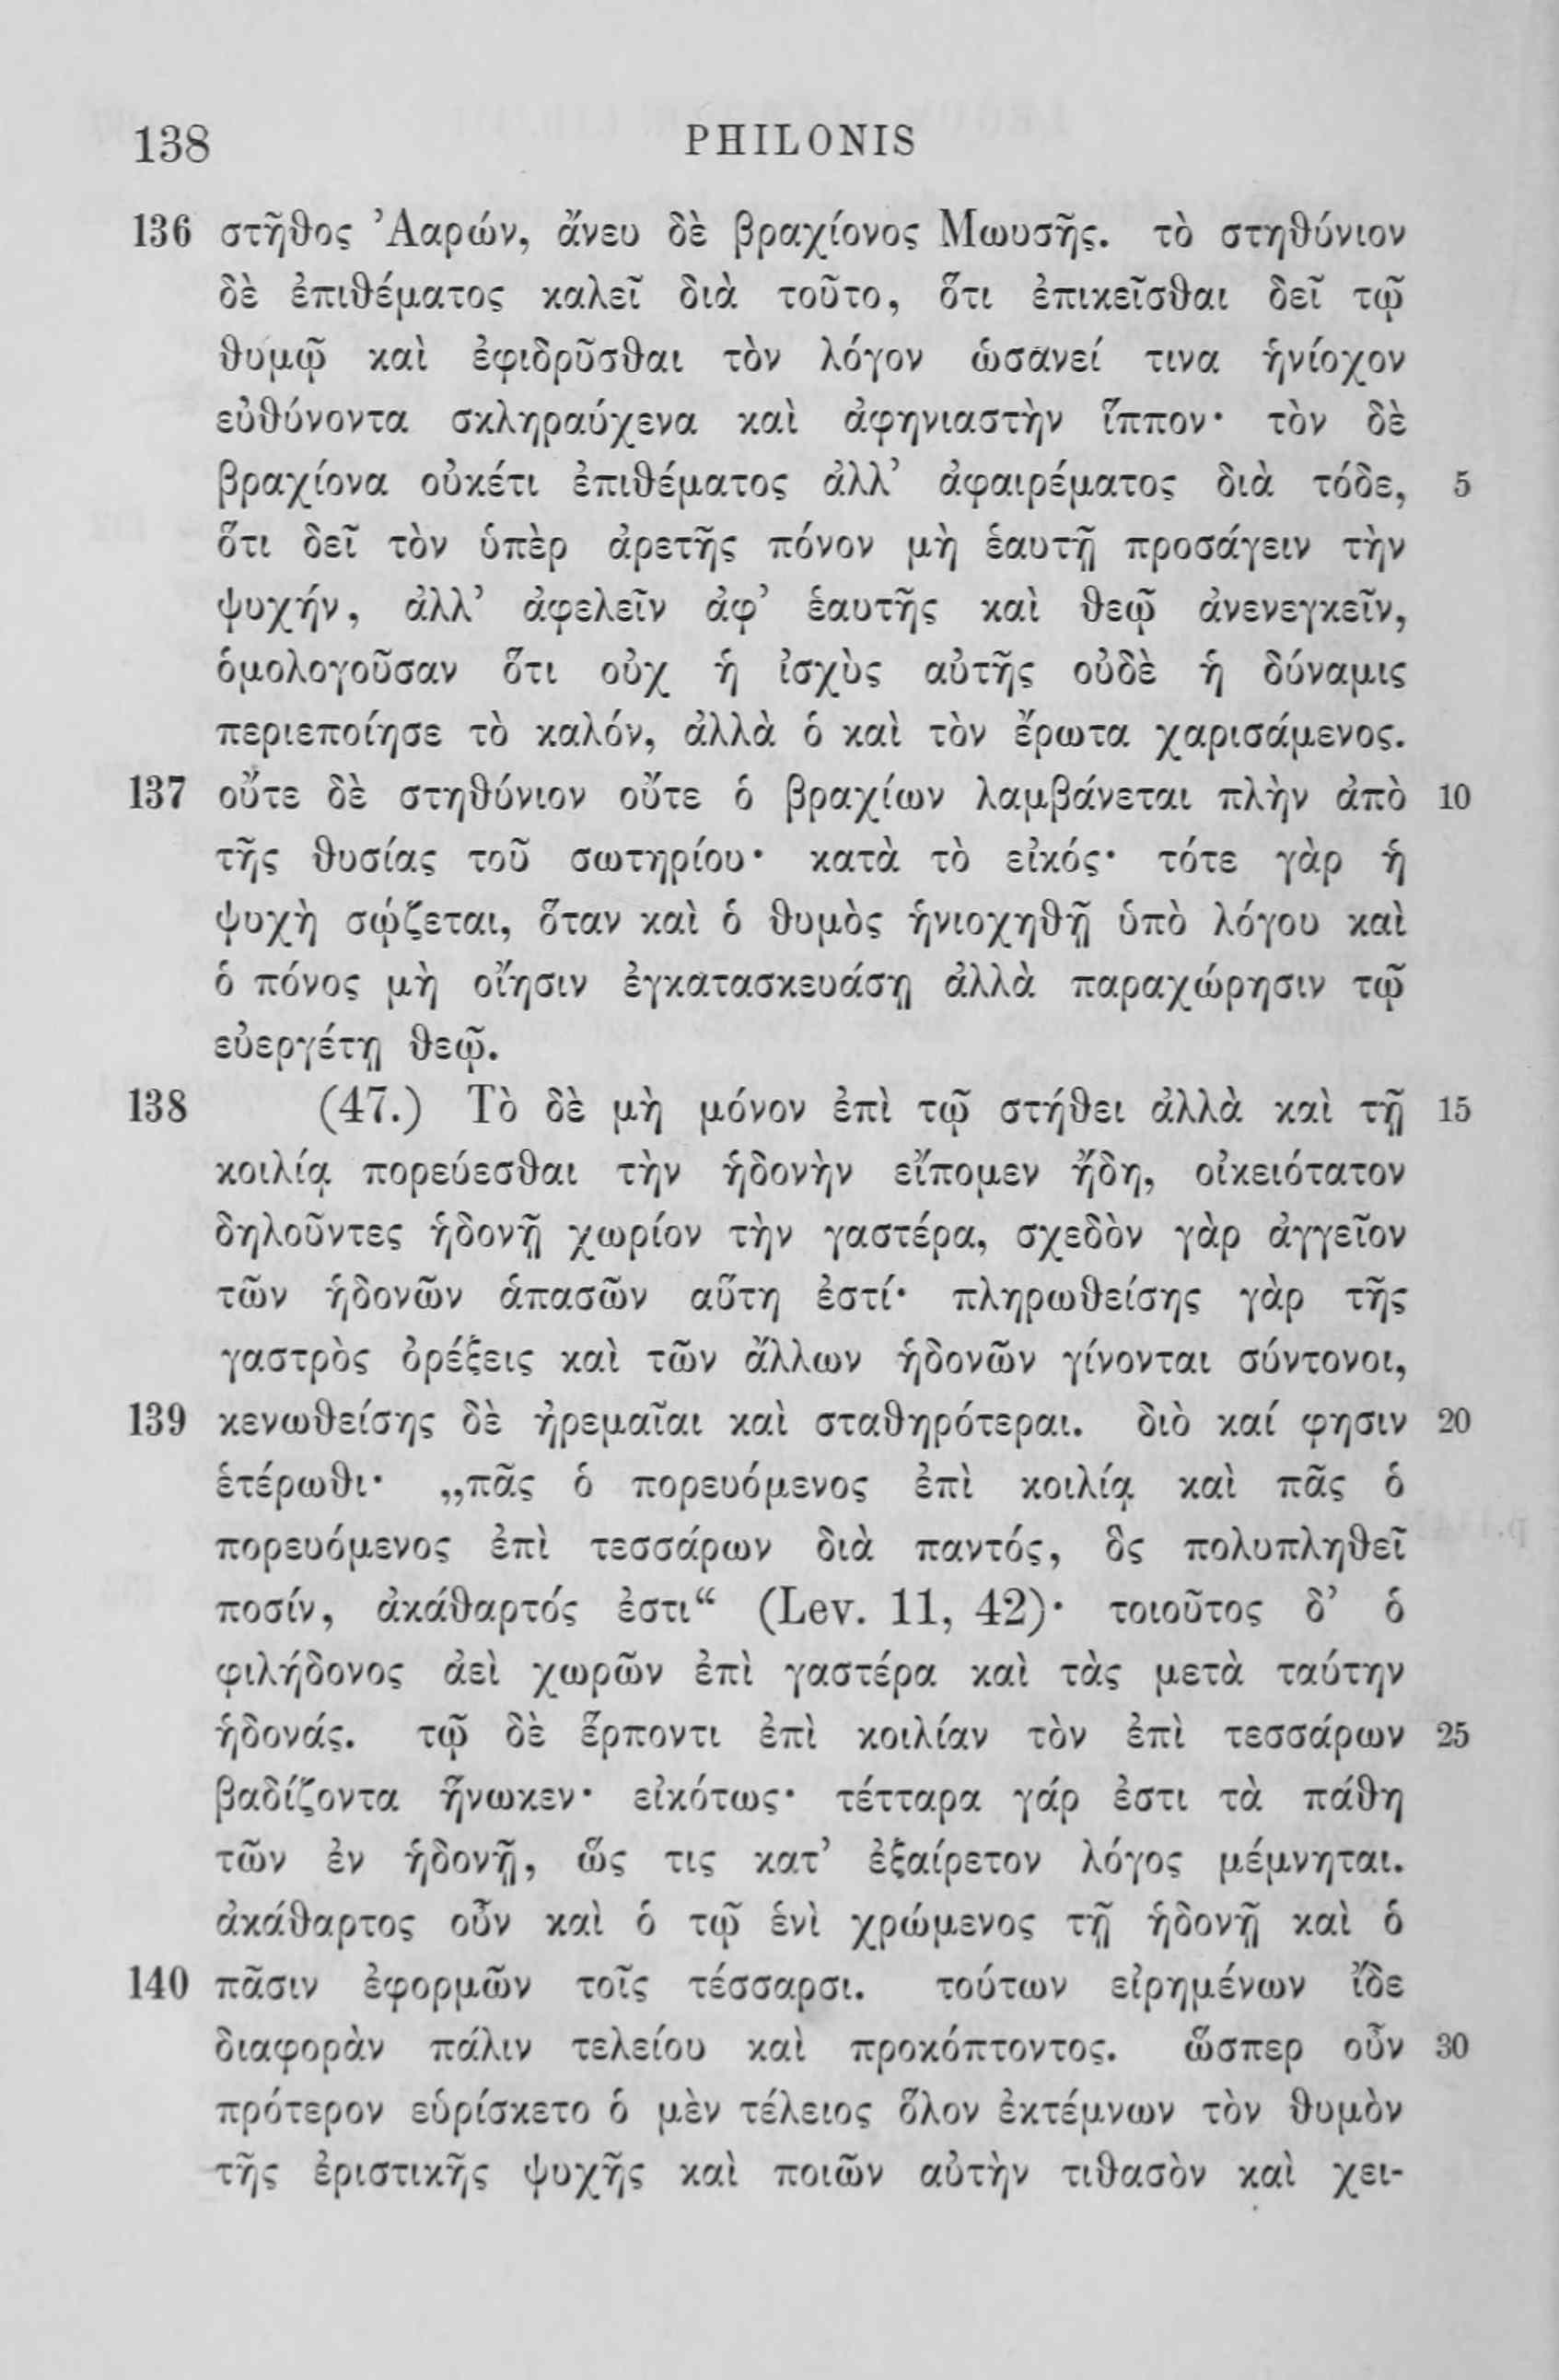 138 PHILONIS
136 στῆθος Ἀαρών, ἄνευ δὲ βραχίονος Μωυσῆς. τὸ στηθύνιον
δὲ ἐπιθέματος καλεῖ διὰ τοῦτο, ὅτι ἐπικεῖσθαι δεῖ τῷ
θυμῷ καὶ ἐφιδρῦσθαι τὸν λόγον ὡσανεί τινα ἡνίοχον
εὐθύνοντα σκληραύχενα καὶ ἀφηνιαστὴν ἵππον· τὸν δὲ
βραχίονα οὐκέτι ἐπιθέματος ἀλλ’ ἀφαιρέματος διὰ τόδε, 5
ὅτι δεῖ τὸν ὑπὲρ ἀρετῆς πόνον μὴ ἑαυτῇ προσάγειν τὴν
ψυχήν, ἀλλ’ ἀφελεῖν ἀφ’ ἑαυτῆς καὶ θεῷ ἀνενεγκεῖν,
ὁμολογοῦσαν ὅτι οὐχ ἡ ἰσχὺς αὐτῆς οὐδὲ ἡ δύναμις
περιεποίησε τὸ καλόν, ἀλλὰ ὁ καὶ τὸν ἔρωτα χαρισάμενος.
137 οὔτε δὲ στηθύνιον οὔτε ὁ βραχίων λαμβάνεται πλὴν ἀπὸ 10
τῆς θυσίας τοῦ σωτηρίου· κατὰ τὸ εἰκός· τότε γὰρ ἡ
ψυχὴ σῴζεται, ὅταν καὶ ὁ θυμὸς ἡνιοχηθῇ ὑπὸ λόγου καὶ
ὁ πόνος μὴ οἴησιν ἐγκατασκευάσῃ ἀλλὰ παραχώρησιν τῷ
εὐεργέτῃ θεῷ.
138 (47.) Τὸ δὲ μὴ μόνον ἐπὶ τῷ στήθει ἀλλὰ καὶ τῇ 15
κοιλίᾳ πορεύεσθαι τὴν ἡδονὴν εἴπομεν ἤδη, οἰκειότατον
δηλοῦντες ἡδονῇ χωρίον τὴν γαστέρα, σχεδὸν γὰρ ἀγγεῖον
τῶν ἡδονῶν ἁπασῶν αὕτη ἐστί· πληρωθείσης γὰρ τῆς
γαστρὸς ὀρέξεις καὶ τῶν ἄλλων ἡδονῶν γίνονται σύντονοι,
139 κενωθείσης δὲ ἠρεμαῖαι καὶ σταθηρότεραι. διὸ καί φησιν 20
ἑτέρωθι· „πᾶς ὁ πορευόμενος ἐπὶ κοιλίᾳ καὶ πᾶς ὁ
πορευόμενος ἐπὶ τεσσάρων διὰ παντός, ὃς πολυπληθεῖ
ποσίν, ἀκάθαρτός ἐστι“ (Lev. 11, 42)· τοιοῦτος δ’ ὁ
φιλήδονος ἀεὶ χωρῶν ἐπὶ γαστέρα καὶ τὰς μετὰ ταύτην
ἡδονάς. τῷ δὲ ἕρποντι ἐπὶ κοιλίαν τὸν ἐπὶ τεσσάρων 25
βαδίζοντα ἥνωκεν· εἰκότως· τέτταρα γάρ ἐστι τὰ πάθη
τῶν ἐν ἡδονῇ, ὥς τις κατ’ ἐξαίρετον λόγος μέμνηται.
ἀκάθαρτος οὖν καὶ ὁ τῷ ἑνὶ χρώμενος τῇ ἡδονῇ καὶ ὁ
140 πᾶσιν ἐφορμῶν τοῖς τέσσαρσι. τούτων εἰρημένων ἴδε
διαφορὰν πάλιν τελείου καὶ προκόπτοντος. ὥσπερ οὖν 30
πρότερον εὑρίσκετο ὁ μὲν τέλειος ὅλον ἐκτέμνων τὸν θυμὸν
τῆς ἐριστικῆς ψυχῆς καὶ ποιῶν αὐτὴν τιθασὸν καὶ χει-